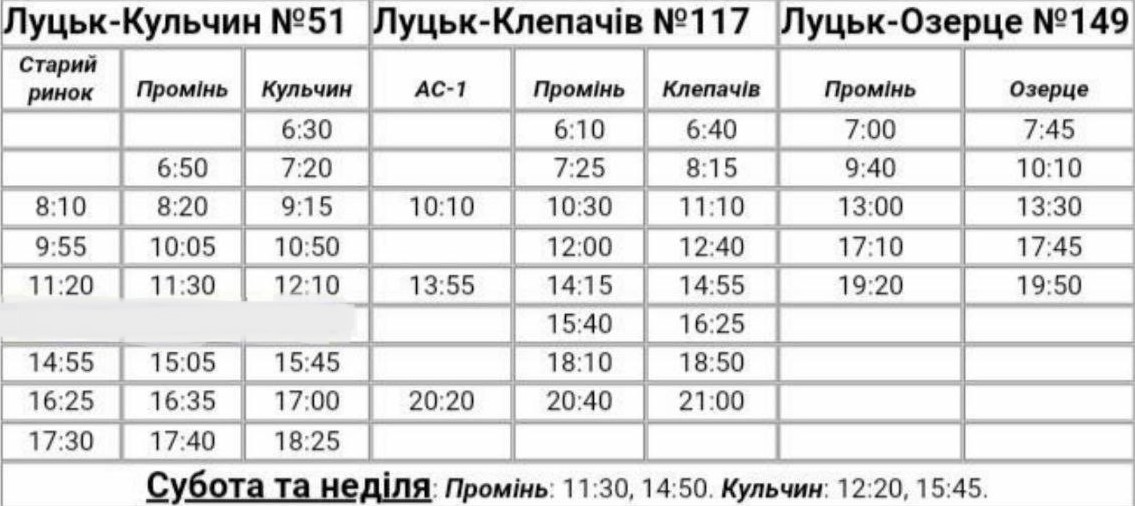 Луцьк-Кульчин №51 Луцьк-Клепачів №117 Луцьк-Озерце №149
Старий
ринок Промінь Кульчин АС-1 Промінь Клепачів Промінь Озерце
6:30 6:10 6:40 7:00 7:45
6:50 7:20 7:25 8:15 9:40 10:10
8:10 8:20 9:15 10:10 10:30 11:10 13:00 13:30
9:55 10:05 10:50 12:00 12:40 17:10 17:45
11:20 11:30 12:10 13:55 14:15 14:55 19:20 19:50
15:40 16:25
14:55 15:05 15:45 18:10 18:50
16:25 16:35 17:00 20:20 20:40 21:00
17:30 17:40 18:25
Субота та неділя: Промінь: 11:30, 14:50. Кульчин: 12:20, 15:45.